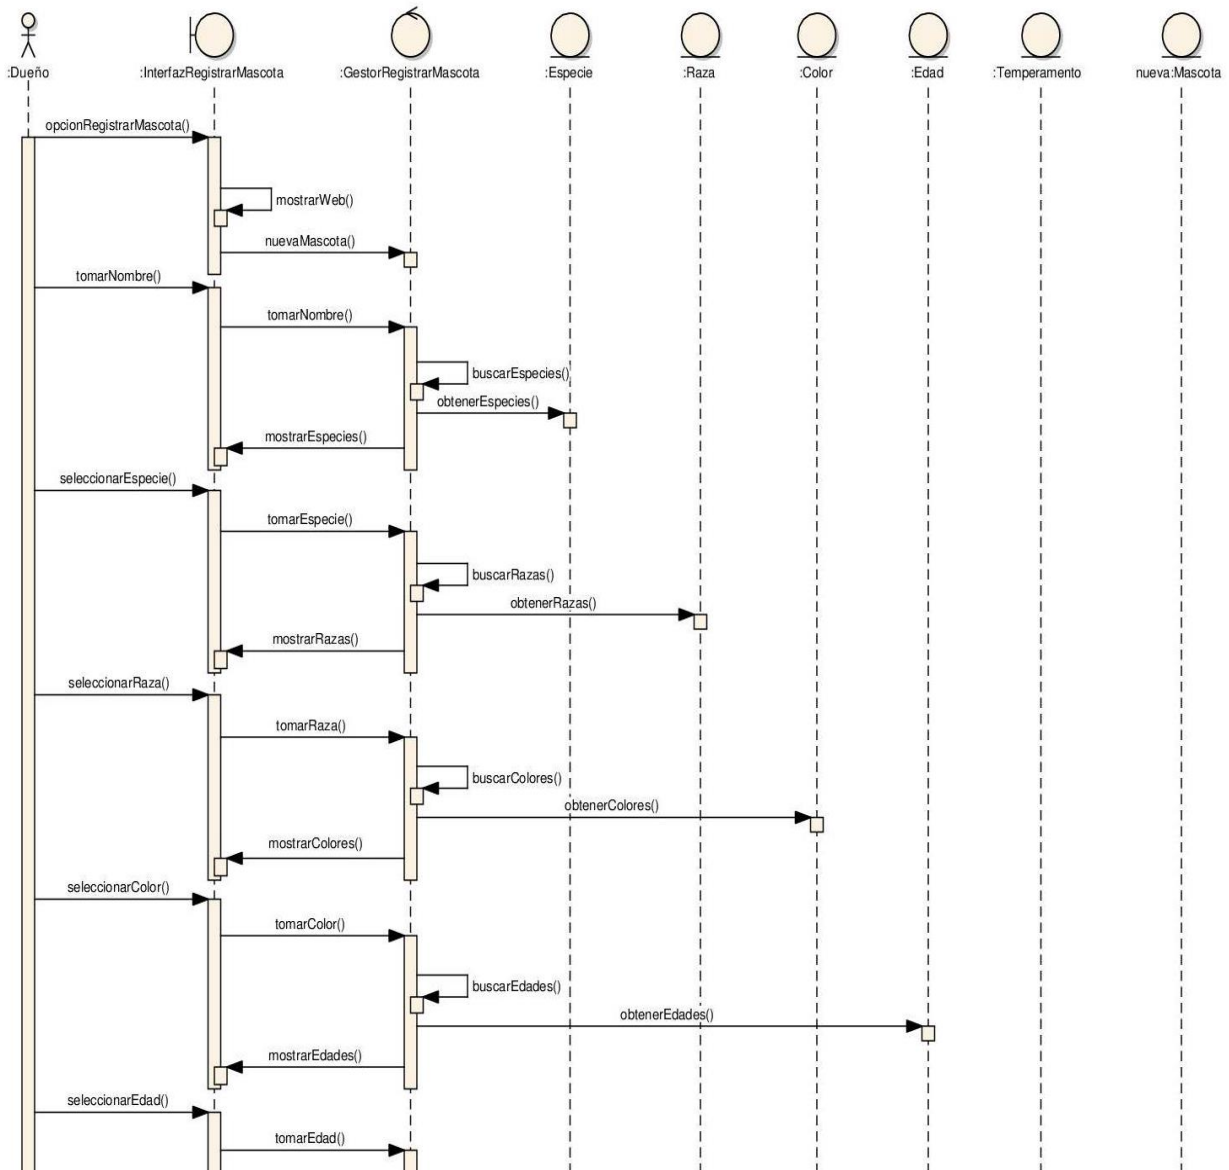 :Dueño
:InterfazRegistrarMascota
:GestorRegistrarMascota
:Especie
:Raza
:Color
:Edad
:Temperamento
nueva:Mascota
opcionRegistrarMascota()
mostrarWeb()
nuevaMascota()
tomarNombre()
tomarNombre()
buscarEspecies()
obtenerEspecies()
mostrarEspecies()
seleccionarEspecie()
tomarEspecie()
buscarRazas()
obtenerRazas()
mostrarRazas()
seleccionarRaza()
tomarRaza()
buscarColores()
obtenerColores()
mostrarColores()
seleccionarColor()
tomarColor()
buscarEdades()
obtenerEdades()
mostrarEdades()
seleccionarEdad()
tomarEdad()